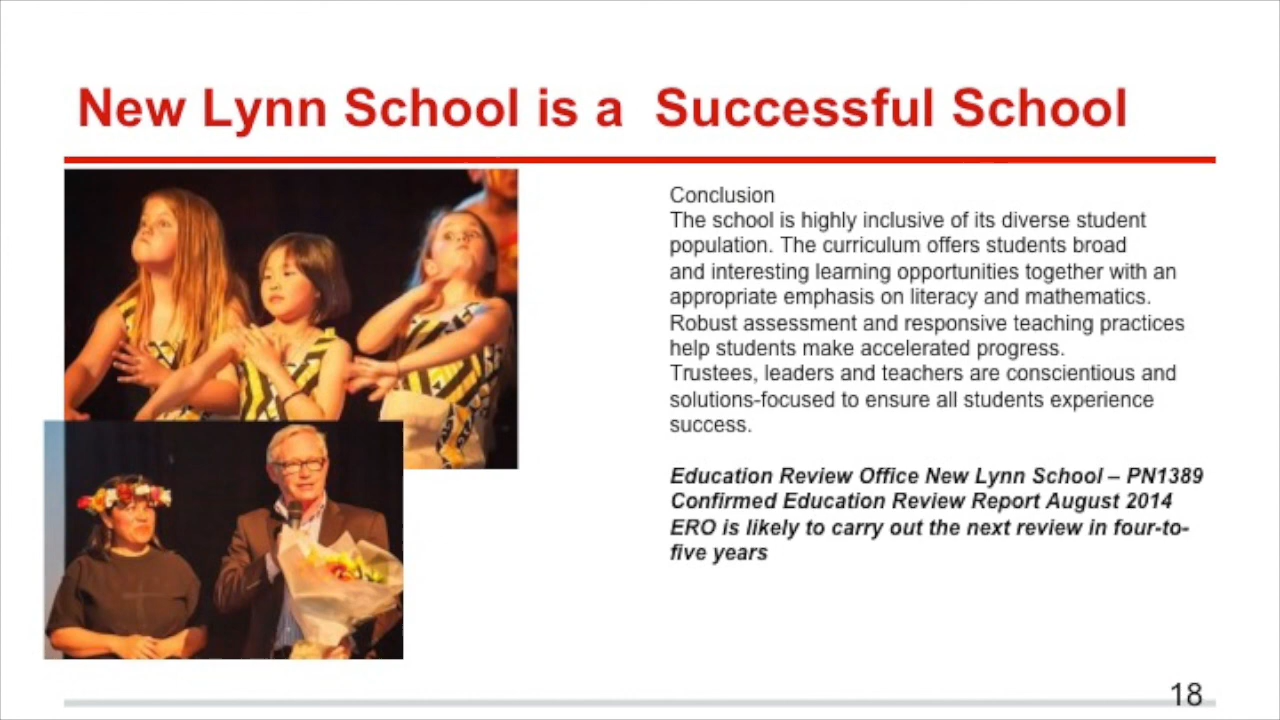 New Lynn School is a  Successful School
Conclusion
The school is highly inclusive of its diverse student
population. The curriculum offers students broad
and interesting learning opportunities together with an
appropriate emphasis on literacy and mathematics.
Robust assessment and responsive teaching practices
help students make accelerated progress.
Trustees, leaders and teachers are conscientious and
solutions-focused to ensure all students experience
success.
Education Review Office New Lynn School – PN1389
Confirmed Education Review Report August 2014
ERO is likely to carry out the next review in four-to-
five years
18